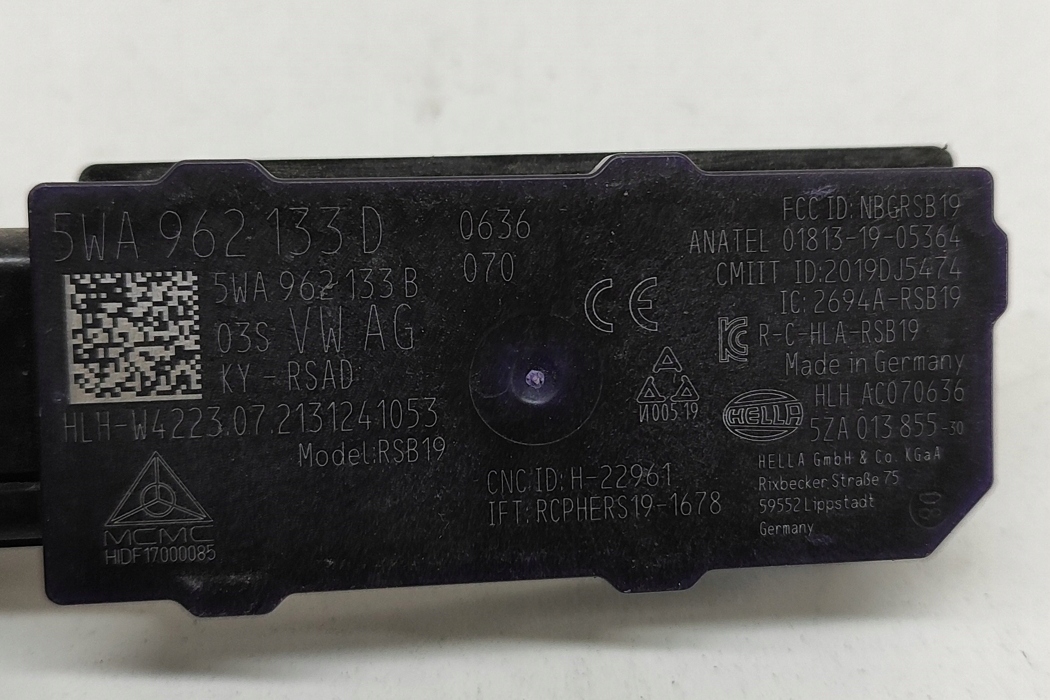 5WA 962 133 D
0636
070
5WA 962 133 B
03S VW AG
KY-RSAD
HLH-W4223.07.2131241053
Model:RSB19
MCMC
HIDF17000085
CE
A
И005.19
CNC ID: H-22961
IFT: RCPHERS19-1678
FCC ID: NBGRSB19
ANATEL 01813-19-05364
CMIIT ID:2019DJ5474
IC: 2694A-RSB19
R-C-HLA-RSB19
Made in Germany
HLH AC070636
HELLA
5ZA 013 855-30
HELLA GmbH & Co. KGaA
Rixbecker Straße 75
59552 Lippstadt
Germany